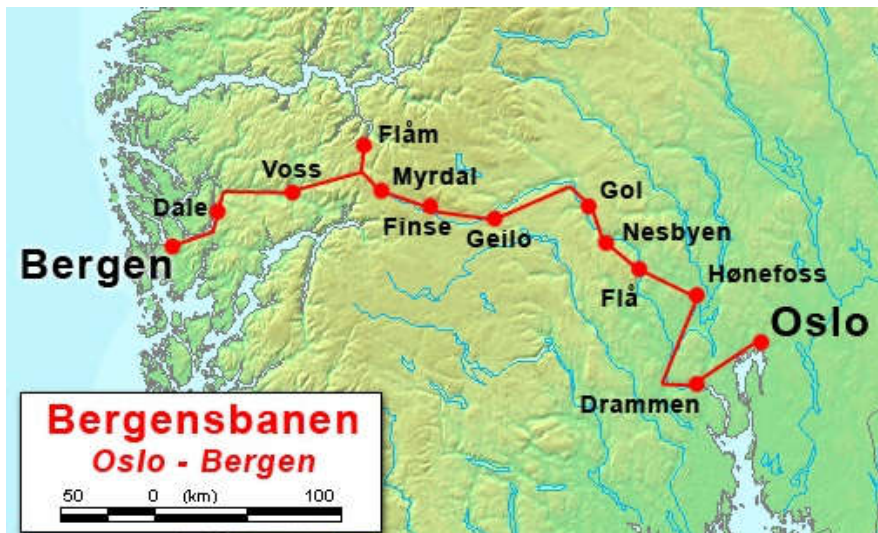 Flåm
Voss
Myrdal
Dale
Gol
Finse
Geilo
Nesbyen
Bergen
Hønefoss
Flå
Oslo
Drammen
Bergensbanen
Oslo - Bergen
50 0 (km) 100